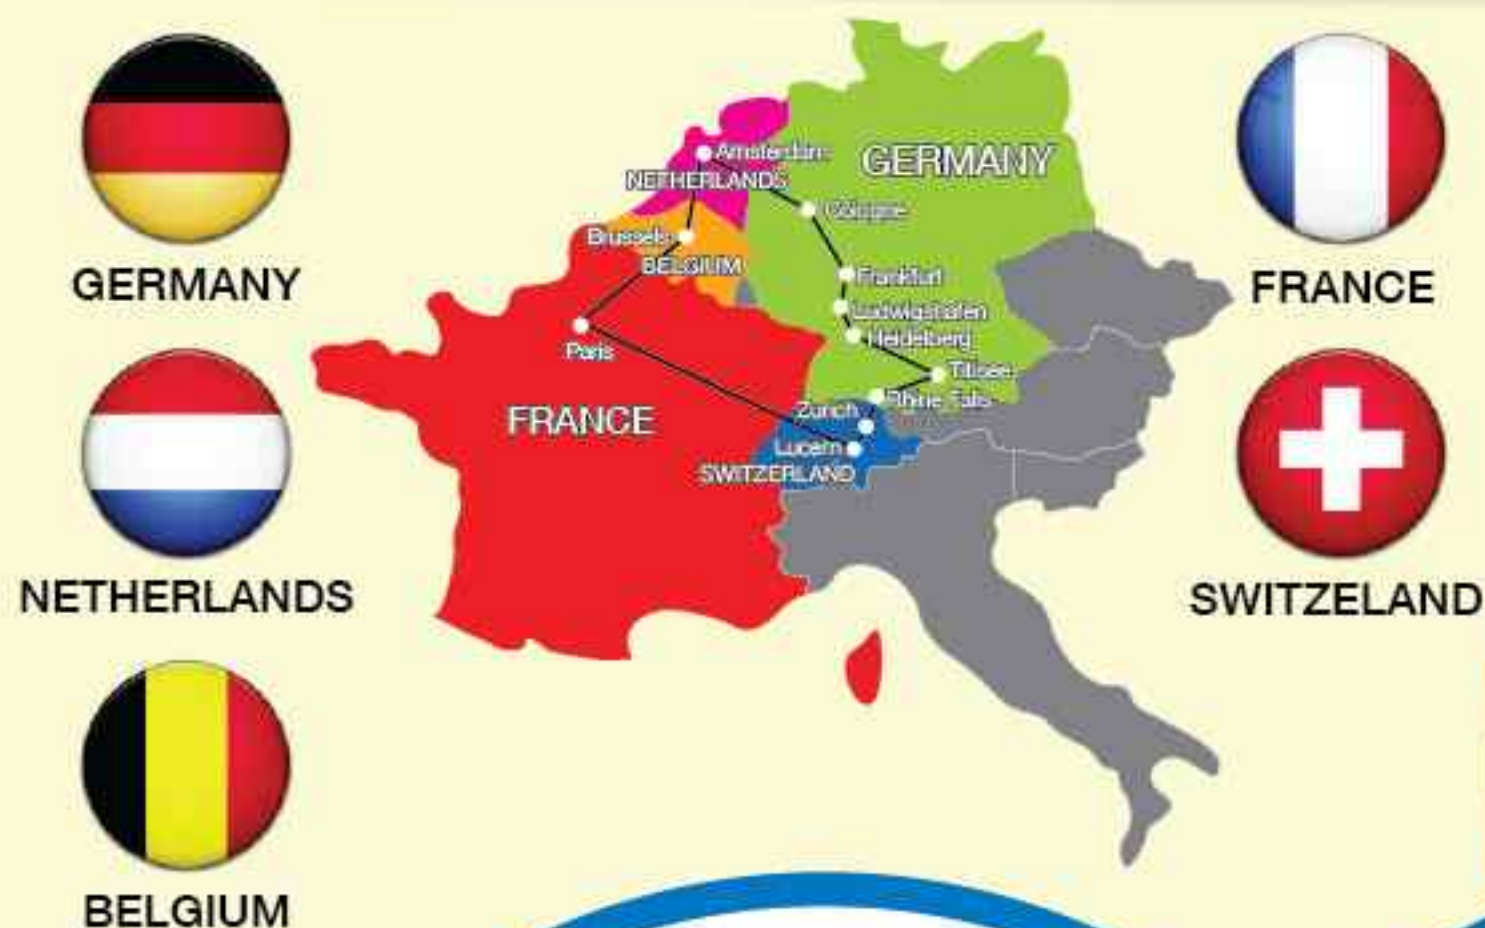 GERMANY
NETHERLANDS
BELGIUM
Amsterdam
GERMANY
NETHERLANDS
Cologne
Brussels
BELGIUM
Frankfurt
Ludwigshafen
Heidelberg
Paris
Titisee
Rhine Falls
Zurich
FRANCE
Lucern
SWITZERLAND
FRANCE
SWITZELAND